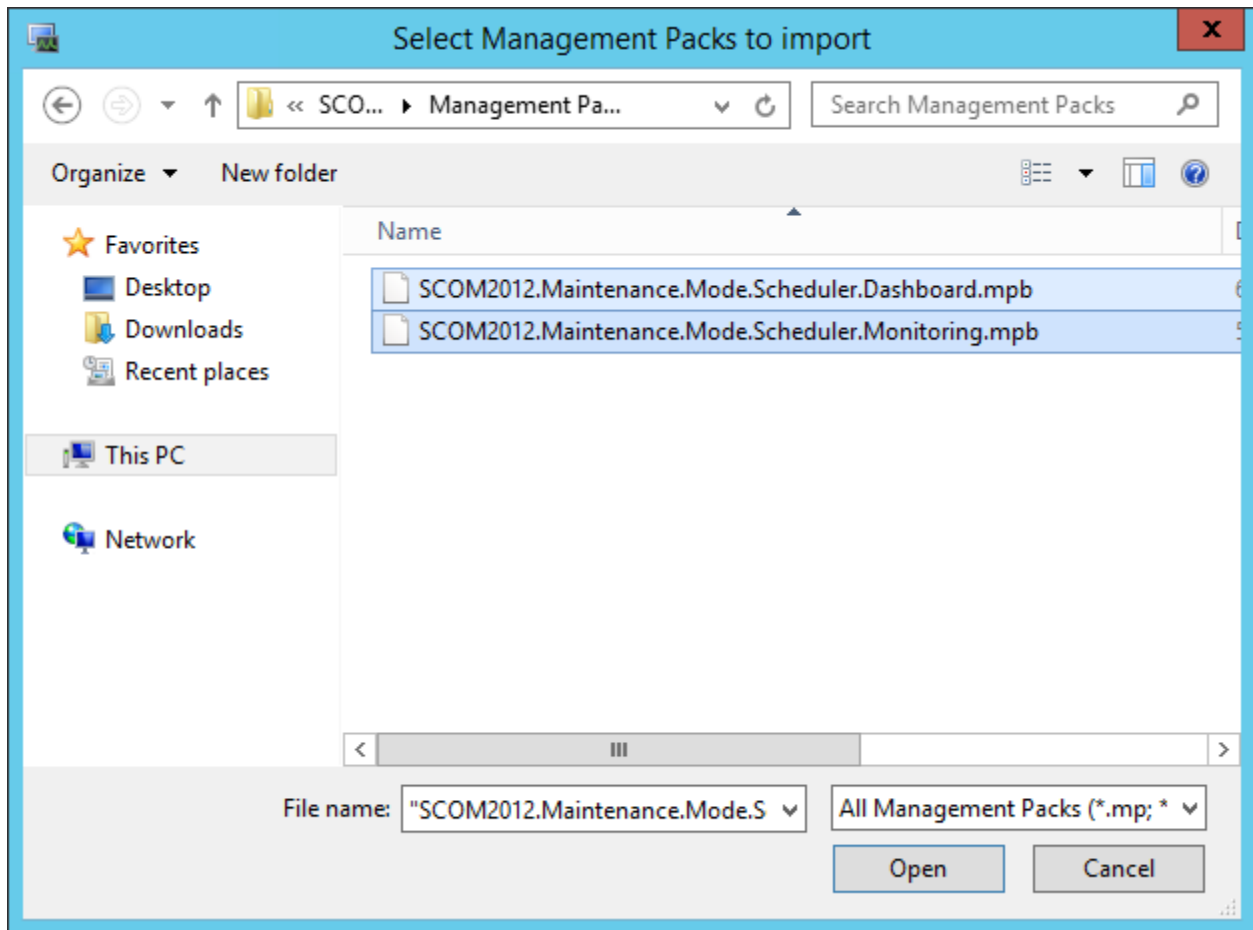 Select Management Packs to import
x
« SCO... Management Pa...
Search Management Packs
Organize
New folder
Favorites
Desktop
Downloads
Recent places
This PC
Network
Name
SCOM2012.Maintenance.Mode.Scheduler.Dashboard.mpb
SCOM2012.Maintenance.Mode.Scheduler.Monitoring.mpb
File name:
"SCOM2012.Maintenance.Mode.S
All Management Packs (*.mp; *
Open
Cancel